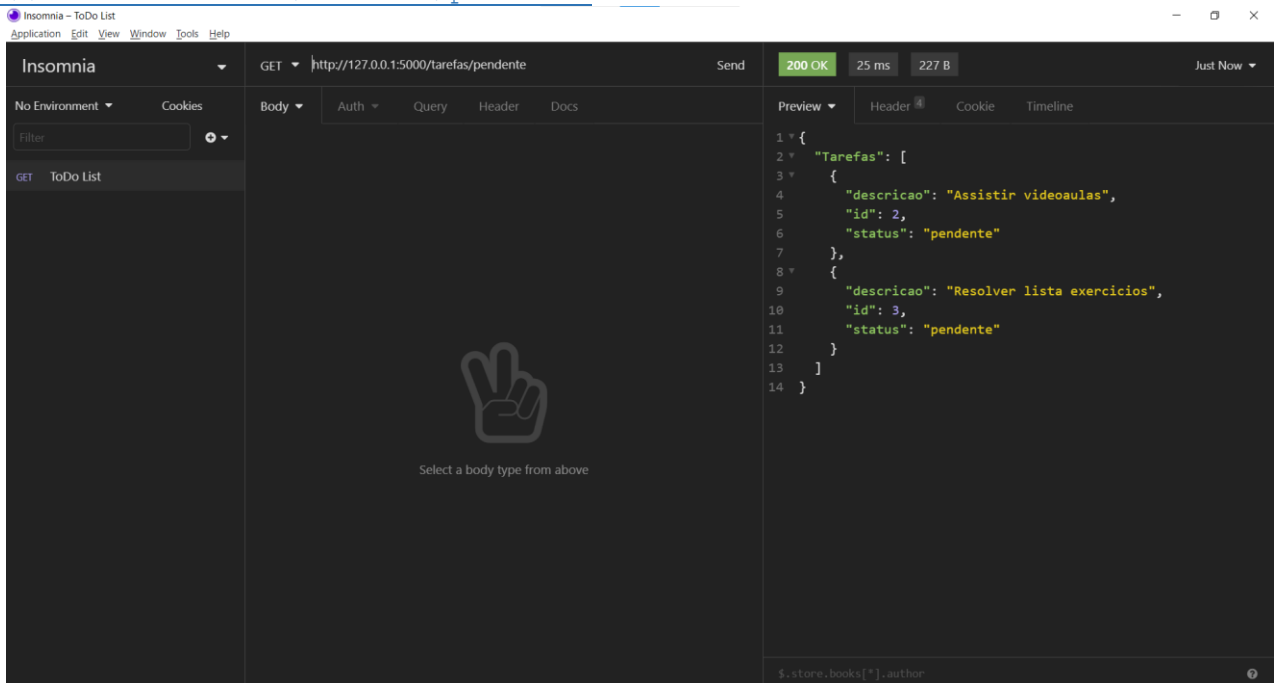 Insomnia – ToDo List
Application Edit View Window Tools Help
Insomnia
GET http://127.0.0.1:5000/tarefas/pendente Send
200 OK 25 ms 227 B Just Now
No Environment Cookies
Body Auth Query Header Docs
Preview Header 4 Cookie Timeline
Filter
GET ToDo List
Select a body type from above
1 {
2 "Tarefas": [
3 {
4 "descricao": "Assistir videoaulas",
5 "id": 2,
6 "status": "pendente"
7 },
8 {
9 "descricao": "Resolver lista exercicios",
10 "id": 3,
11 "status": "pendente"
12 }
13 ]
14 }
$.store.books[*].author